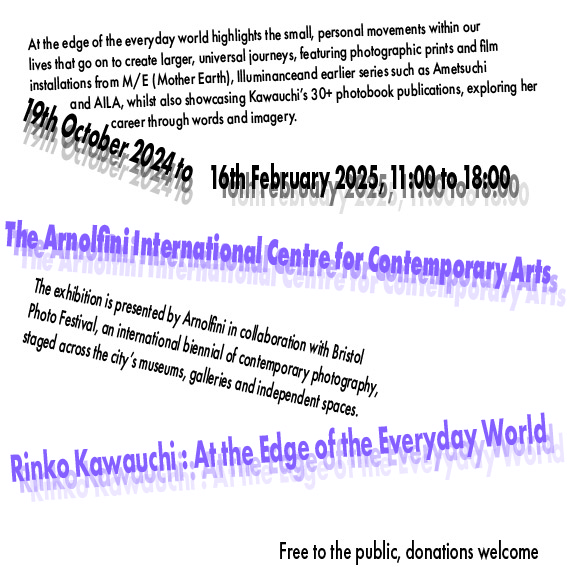 At the edge of the everyday world highlights the small, personal movements within our
lives that go on to create larger, universal journeys, featuring photographic prints and film
installations from M/E (Mother Earth), Illuminanceand earlier series such as Ametsuchi
and AILA, whilst also showcasing Kawauchi's 30+ photobook publications, exploring her
career through words and imagery.
19th October 2024 to
16th February 2025, 11:00 to 18:00
The Arnolfini International Centre for Contemporary Arts
The exhibition is presented by Arnolfini in collaboration with Bristol
Photo Festival, an international biennial of contemporary photography,
staged across the city's museums, galleries and independent spaces.
Rinko Kawauchi : At the Edge of the Everyday World
Free to the public, donations welcome